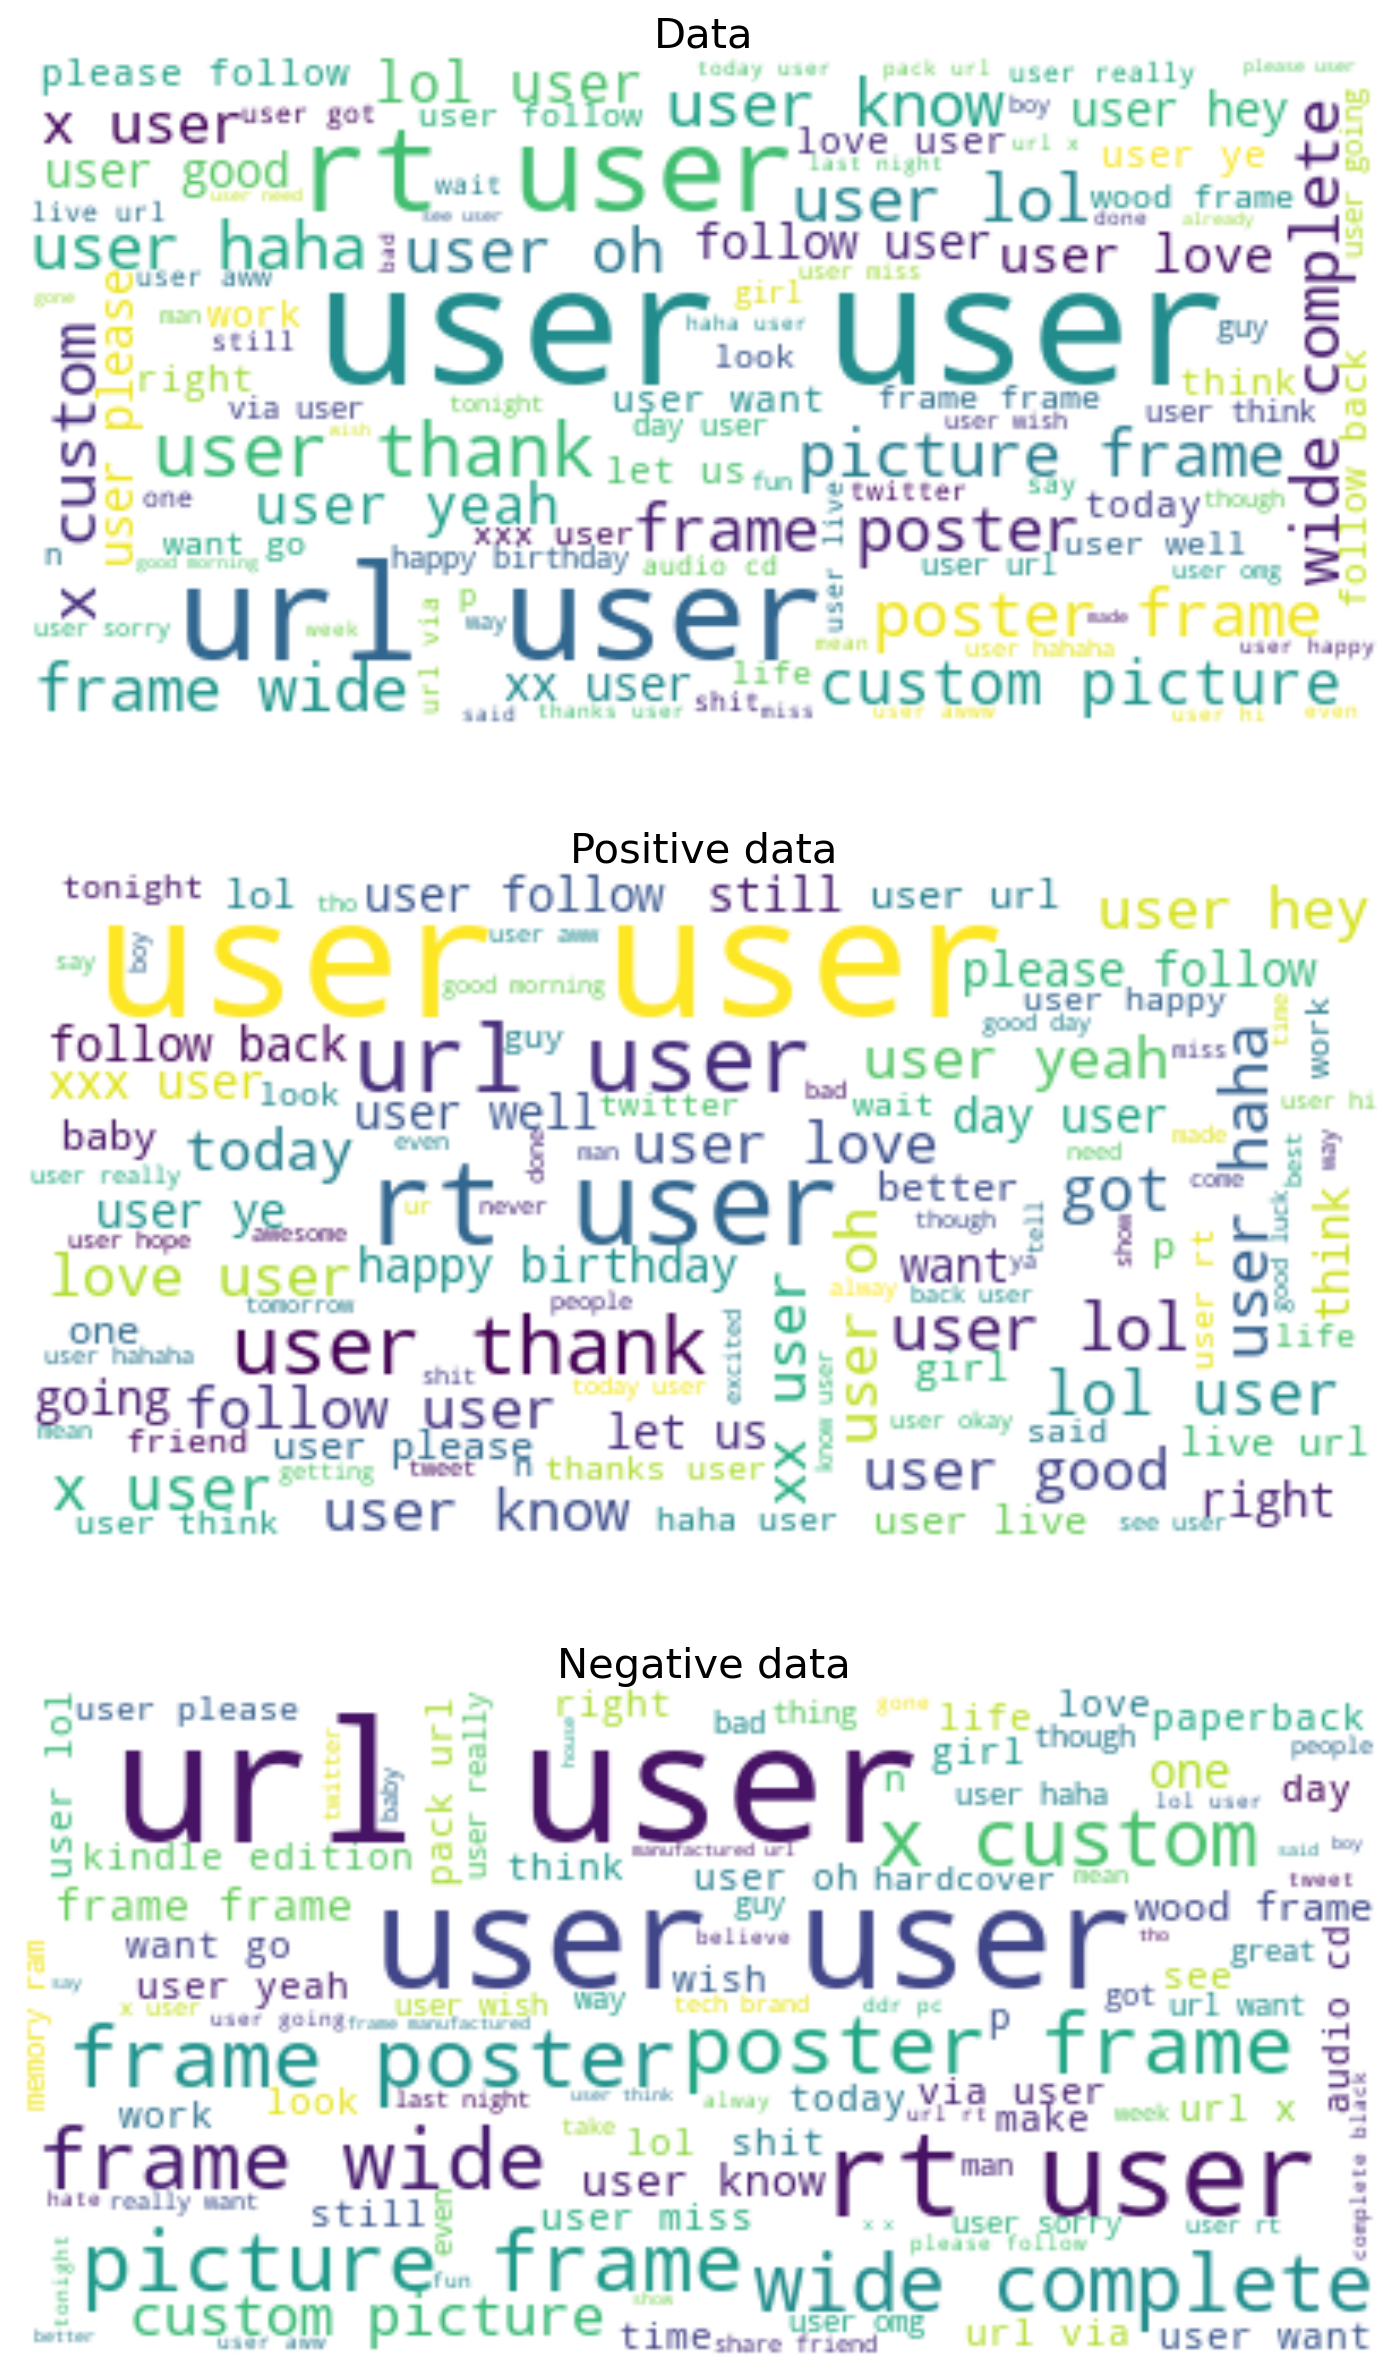 Data
please follow
lol user
today user
pack url
user really
please user
x user
user got
user follow
user know
boy
user hey
user going
user good
rt user
love user
url x
user ye
last night
wide complete
user need
wait
user lol
wood frame
live url
see user
done
already
user haha
bad
user oh
follow user
user love
user aww
user miss
gone
user please
man
work
user user
girl
haha user
guy
still
look
x custom
right
think
follow back
via user
tonight
user want
frame frame
user think
user thank
wish
day user
user wish
picture frame
let us
fun
say
one
user yeah
twitter
today
though
xxx user
frame poster
user live
n
want go
user well
good morning
happy birthday
audio cd
user url
user omg
url user
p
way
poster frame
made
user sorry
week
url via
mean
user hahaha
user happy
frame wide
xx user
life
custom picture
said
thanks user
shit
miss
user awww
user hi
even
Positive data
tonight
lol
tho
user follow
still
user url
user hey
user user
user aww
say
boy
good morning
please follow
user happy
time
work
follow back
url user
guy
good day
user yeah
miss
user haha
xxx user
look
bad
user well
twitter
wait
day user
user hi
baby
today
even
done
man
user love
need
made
best
way
user really
rt user
better
got
come
user ye
ur
never
though
tell
show
good luck
think
user hope
awesome
love user
happy birthday
user oh
want
ya
p
user rt
tomorrow
people
xx user
alway
back user
one
user thank
excited
user lol
life
user hahaha
shit
today user
know user
girl
going
follow user
lol user
mean
friend
user please
let us
user okay
said
live url
x user
getting
tweet
n
thanks user
user good
right
user think
user know
haha user
user live
see user
Negative data
user lol
user please
url user
twitter
baby
pack url
user really
right
house
bad
thing
gone
life
love
paperback
girl
though
people
n
one
user haha
lol user
day
kindle edition
manufactured url
x custom
said
boy
think
user oh
hardcover
mean
tweet
frame frame
user user
guy
wood frame
want go
believe
tho
great
audio cd
memory ram
say
user yeah
wish
see
x user
user going
user wish
way
tech brand
ddr pc
got
url want
frame manufactured
p
frame poster
poster frame
look
last night
user think
alway
today
via user
work
url rt
make
week
url x
complete black
take
frame wide
lol
shit
rt user
man
user know
hate
really want
still
even
user miss
x x
user sorry
user rt
please follow
tonight
picture frame
fun
wide complete
custom picture
show
user omg
better
user aww
time
share friend
url via
user want